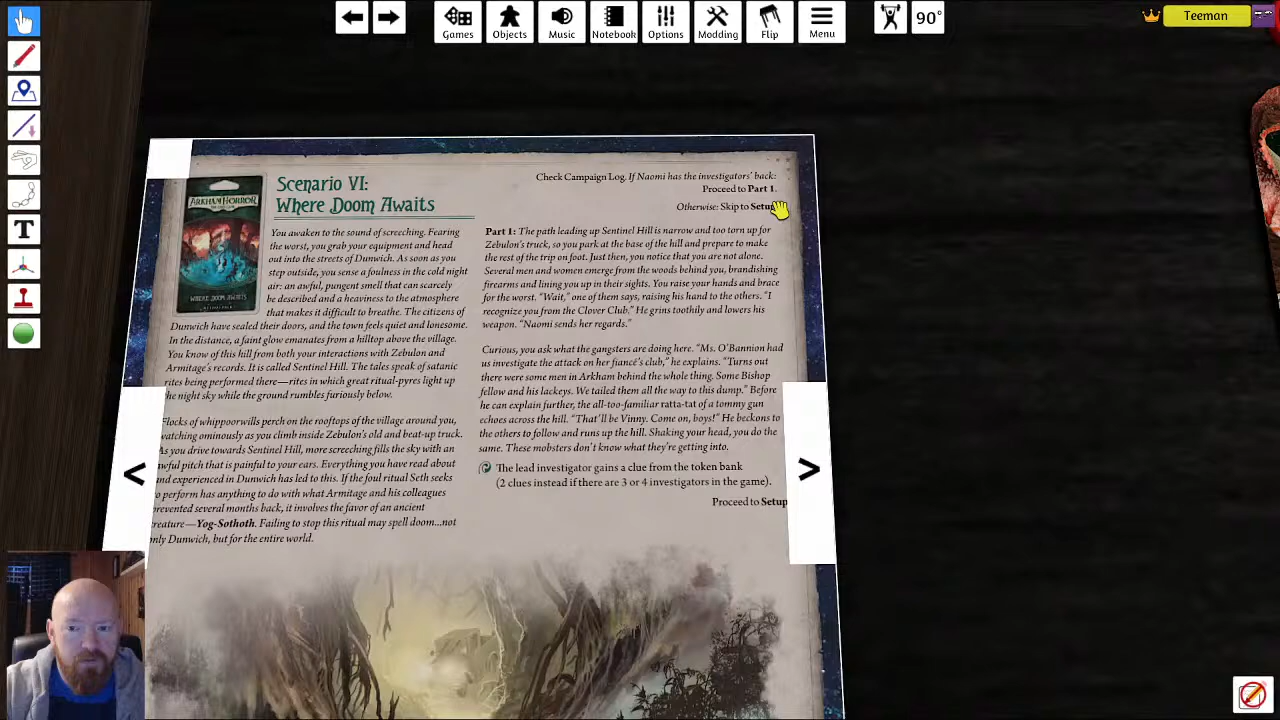 Games
Objects
Music
Notebook
Options
Modding
Flip
Menu
90°
Teeman
ARKHAM HORROR
WHERE DOOM AWAITS
Scenario VI:
Where Doom Awaits
You awaken to the sound of screeching. Fearing
the worst, you grab your equipment and head
out into the streets of Dunwich. As soon as you
step outside, you sense a foulness in the cold night
air: an awful, pungent smell that can scarcely
be described and a heaviness to the atmosphere
that makes it difficult to breathe. The citizens of
Dunwich have sealed their doors, and the town feels quiet and lonesome.
In the distance, a faint glow emanates from a hilltop above the village.
You know of this hill from both your interactions with Zebulon and
Armitage's records. It is called Sentinel Hill. The tales speak of satanic
rites being performed there—rites in which great ritual-pyres light up
the night sky while the ground rumbles furiously below.
Flocks of whippoorwills perch on the rooftops of the village around you,
watching ominously as you climb inside Zebulon's old and beat-up truck.
As you drive towards Sentinel Hill, more screeching fills the sky with an
wful pitch that is painful to your ears. Everything you have read about
nd experienced in Dunwich has led to this. If the foul ritual Seth seeks
o perform has anything to do with what Armitage and his colleagues
prevented several months back, it involves the favor of an ancient
creature—Yog-Sothoth. Failing to stop this ritual may spell doom...not
only Dunwich, but for the entire world.
Check Campaign Log. If Naomi has the investigators' back:
Proceed to Part 1.
Otherwise: Skip to Setup
Part 1: The path leading up Sentinel Hill is narrow and too torn up for
Zebulon's truck, so you park at the base of the hill and prepare to make
the rest of the trip on foot. Just then, you notice that you are not alone.
Several men and women emerge from the woods behind you, brandishing
firearms and lining you up in their sights. You raise your hands and brace
for the worst. "Wait," one of them says, raising his hand to the others. "I
recognize you from the Clover Club." He grins toothily and lowers his
weapon. "Naomi sends her regards."
Curious, you ask what the gangsters are doing here. "Ms. O'Bannion had
us investigate the attack on her fiancé's club," he explains. "Turns out
there were some men in Arkham behind the whole thing. Some Bishop
fellow and his lackeys. We tailed them all the way to this dump." Before
he can explain further, the all-too-familiar ratta-tat of a tommy gun
echoes across the hill. "That'll be Vinny. Come on, boys!" He beckons to
the others to follow and runs up the hill. Shaking your head, you do the
same. These mobsters don't know what they're getting into.
The lead investigator gains a clue from the token bank
(2 clues instead if there are 3 or 4 investigators in the game).
Proceed to Setup
<
>